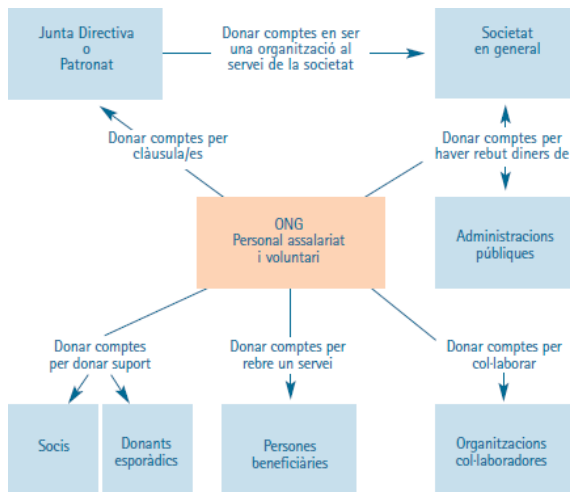 Junta Directiva
o
Patronat
Donar comptes en ser
una organització al
servei de la societat
Societat
en general
Donar comptes per
clàusula/es
Donar comptes per
haver rebut diners de
ONG
Personal assalariat
i voluntari
Administracions
públiques
Donar comptes
per donar suport
Donar comptes per
rebre un servei
Donar comptes per
col·laborar
Socis
Donants
esporàdics
Persones
beneficiàries
Organitzacions
col·laboradores